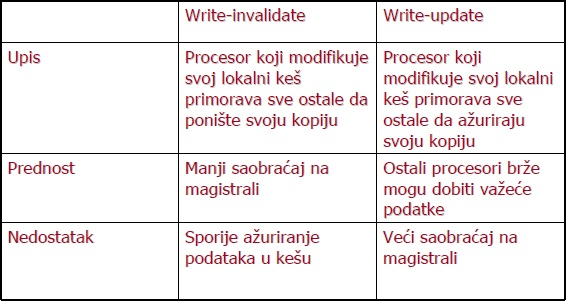 Write-invalidate
Write-update
Upis
Procesor koji modifikuje
svoj lokalni keš
primorava sve ostale da
ponište svoju kopiju
Procesor koji
modifikuje svoj lokalni
keš primorava sve
ostale da ažuriraju
svoju kopiju
Prednost
Manji saobraćaj na
magistrali
Ostali procesori brže
mogu dobiti važeće
podatke
Nedostatak
Sporije ažuriranje
podataka u kešu
Veći saobraćaj na
magistrali